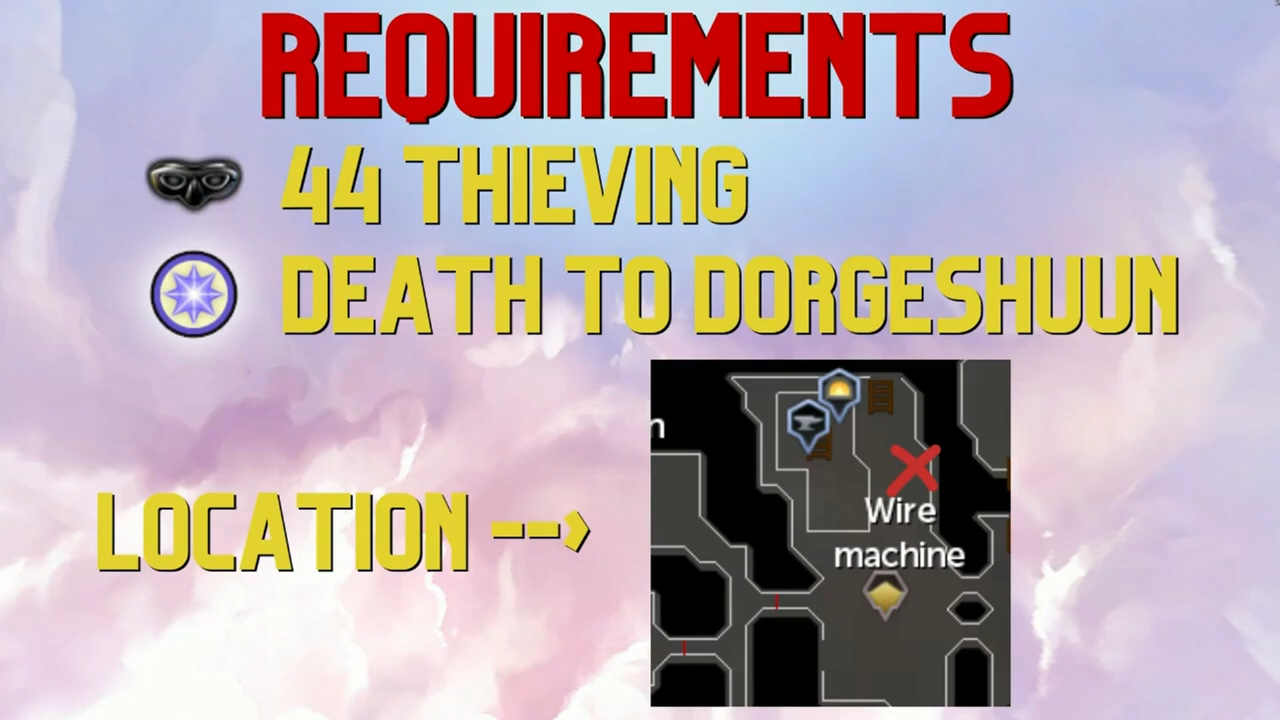 REQUIREMENTS
44 THIEVING
DEATH TO DORGESHUUN
LOCATION -->
n
Wire
machine